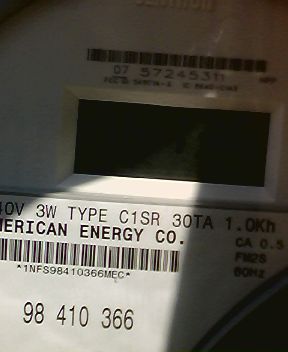 CENTRON
07 57245311
40V 3W TYPE C1SR 30TA 1.0Kh
MERICAN ENERGY CO.
CA 0.5
*1NFS98410366MEC*
FM2S
60Hz
98 410 366